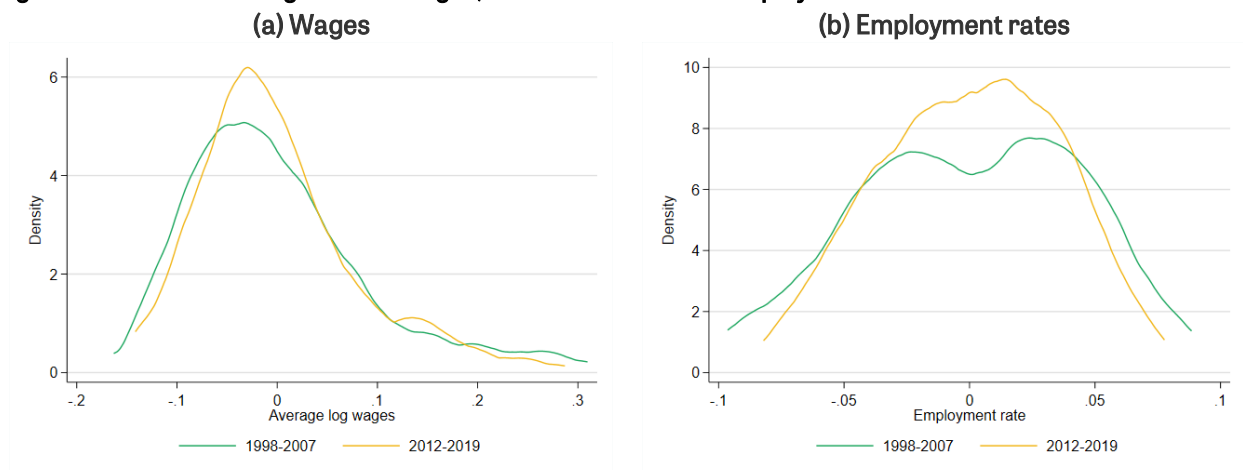 (a) Wages
(b) Employment rates
6
4
2
0
Density
-.2 -.1 0 .1 .2 .3
Average log wages
1998-2007 2012-2019
10
8
6
4
2
0
Density
-.1 -.05 0 .05 .1
Employment rate
1998-2007 2012-2019